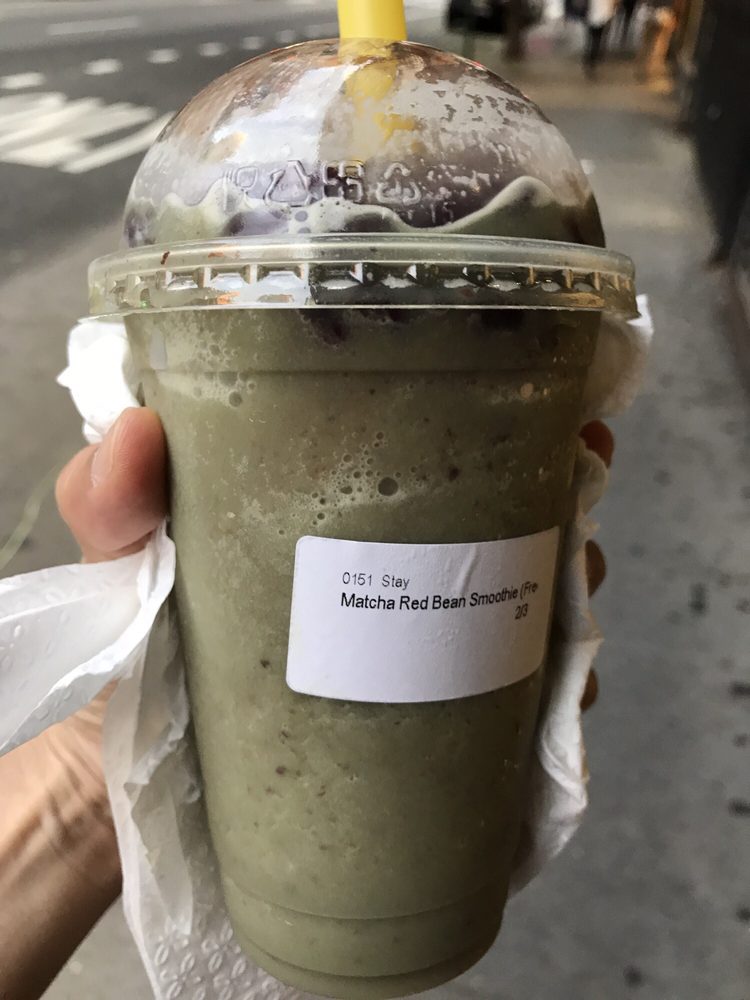 0151 Stay
Matcha Red Bean Smoothie (Fre
2/3